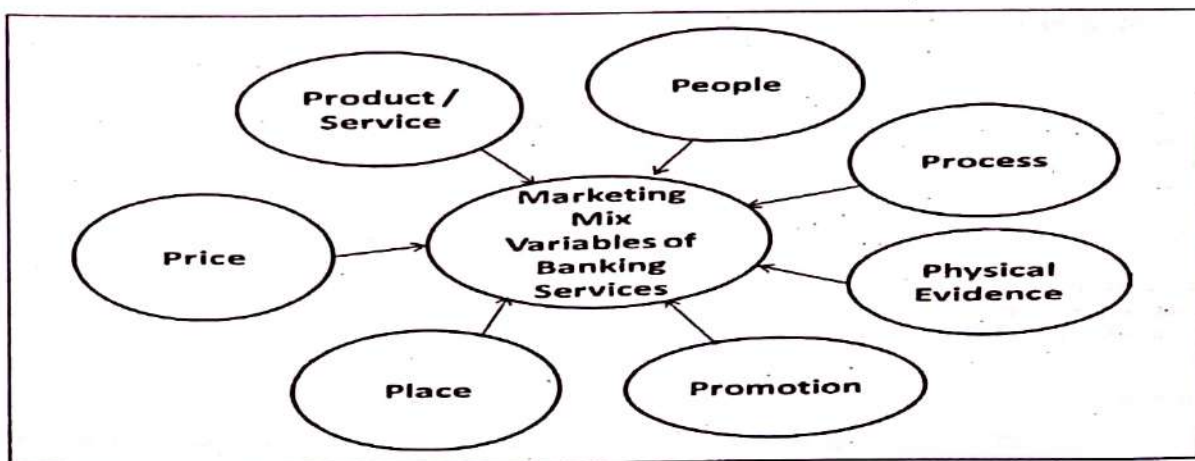 Product /
Service
People
Process
Price
Marketing
Mix
Variables of
Banking
Services
Physical
Evidence
Place
Promotion